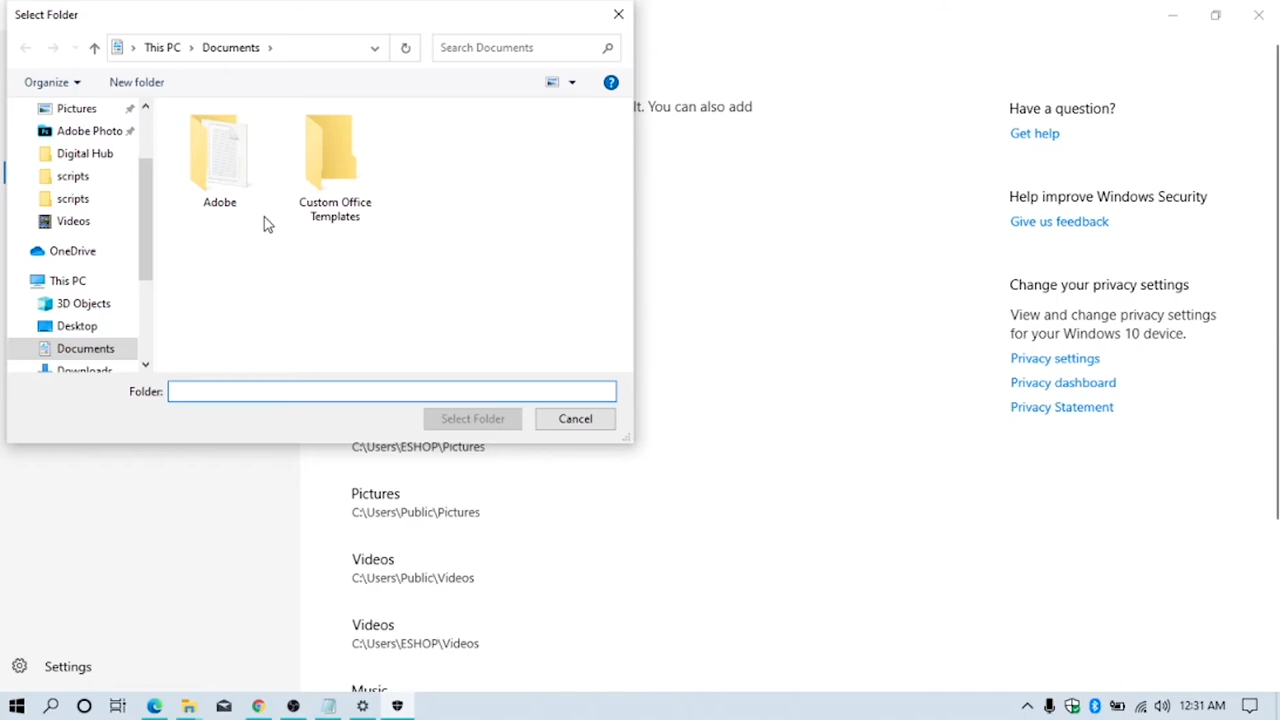 Select Folder
This PC
Documents
Search Documents
Organize
New folder
Pictures
Adobe Photo
Digital Hub
scripts
scripts
Videos
OneDrive
This PC
3D Objects
Desktop
Documents
Downloads
Adobe
Custom Office
Templates
Folder:
Select Folder
Cancel
lt. You can also add
Have a question?
Get help
Help improve Windows Security
Give us feedback
Change your privacy settings
View and change privacy settings
for your Windows 10 device.
Privacy settings
Privacy dashboard
Privacy Statement
C:\Users\ESHOP\Pictures
Pictures
C:\Users\Public\Pictures
Videos
C:\Users\Public\Videos
Videos
C:\Users\ESHOP\Videos
Music
Settings
12:31 AM